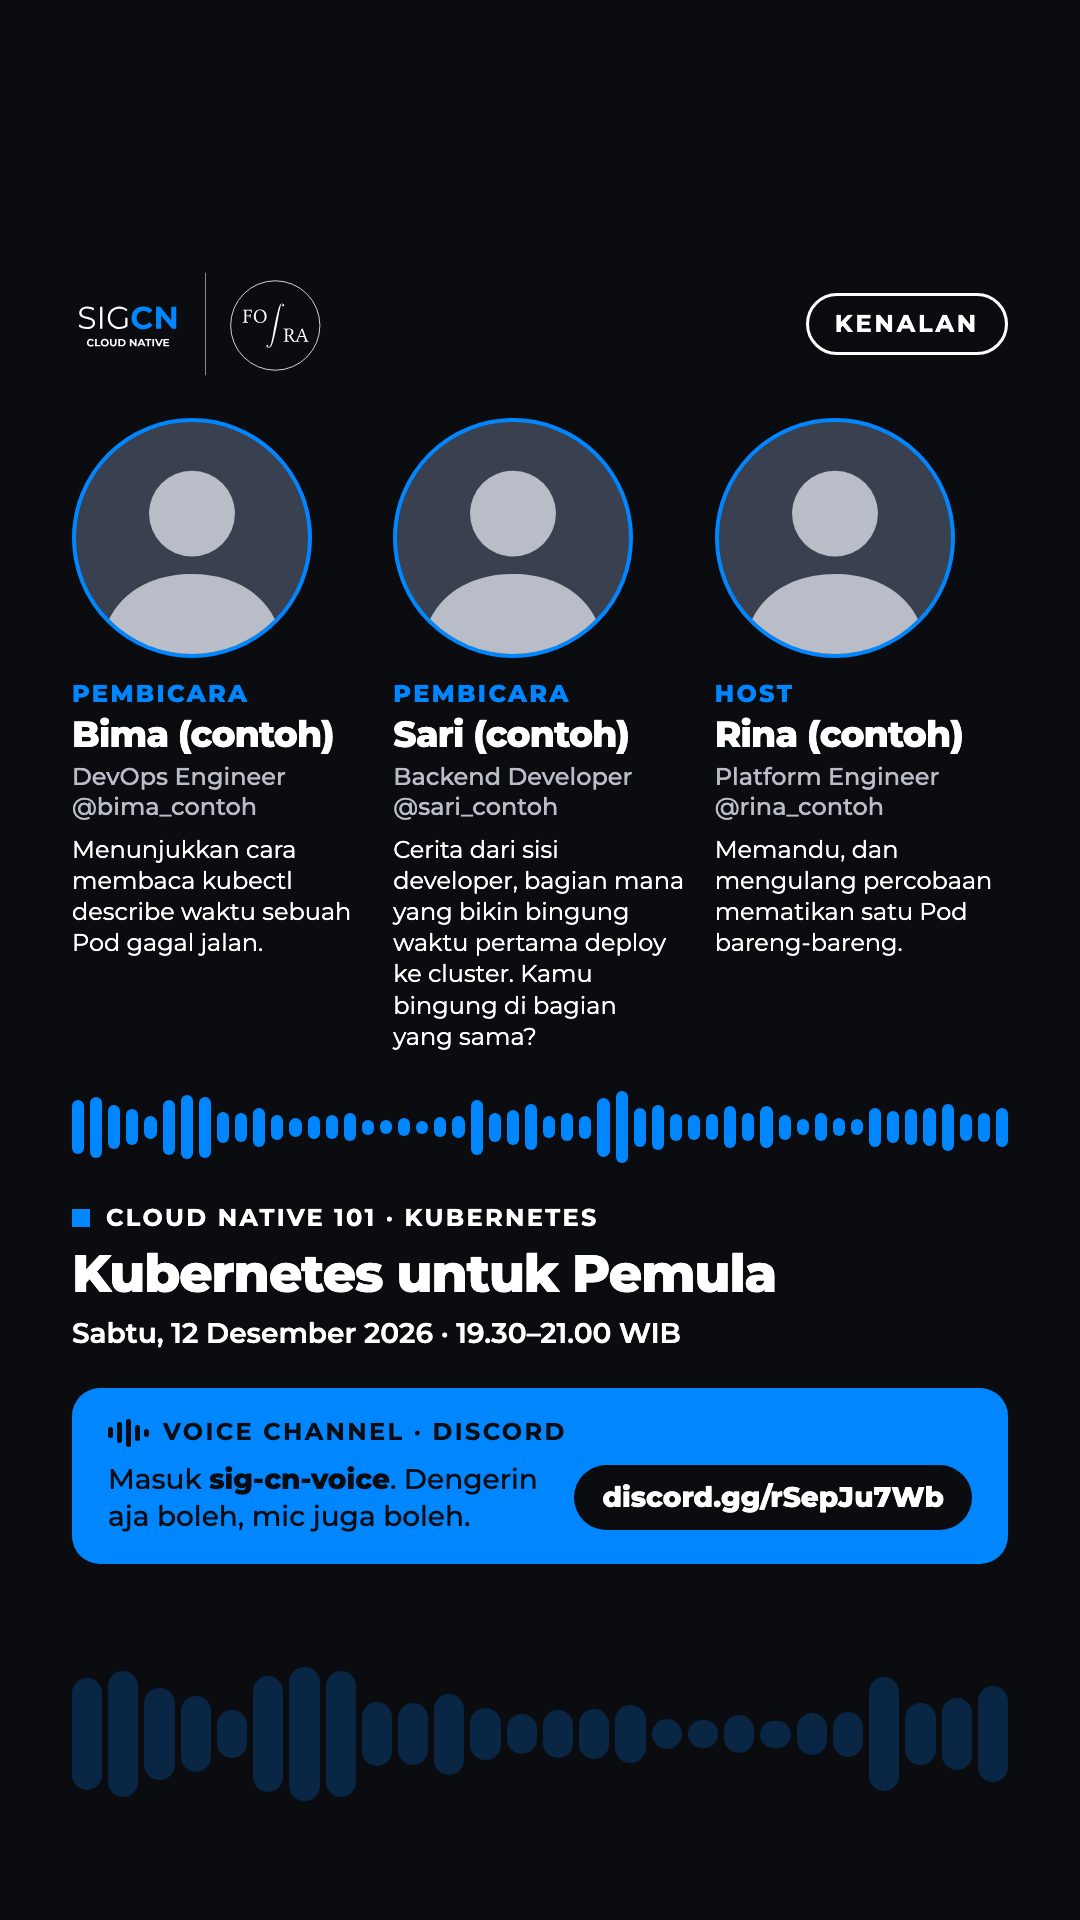 SIGCN
CLOUD NATIVE
FO
RA
KENALAN
PEMBICARA
Bima (contoh)
DevOps Engineer
@bima_contoh
Menunjukkan cara
membaca kubectl
describe waktu sebuah
Pod gagal jalan.
PEMBICARA
Sari (contoh)
Backend Developer
@sari_contoh
Cerita dari sisi
developer, bagian mana
yang bikin bingung
waktu pertama deploy
ke cluster. Kamu
bingung di bagian
yang sama?
HOST
Rina (contoh)
Platform Engineer
@rina_contoh
Memandu, dan
mengulang percobaan
mematikan satu Pod
bareng-bareng.
CLOUD NATIVE 101 · KUBERNETES
Kubernetes untuk Pemula
Sabtu, 12 Desember 2026 · 19.30–21.00 WIB
VOICE CHANNEL · DISCORD
Masuk sig-cn-voice. Dengerin
aja boleh, mic juga boleh.
discord.gg/rSepJu7Wb